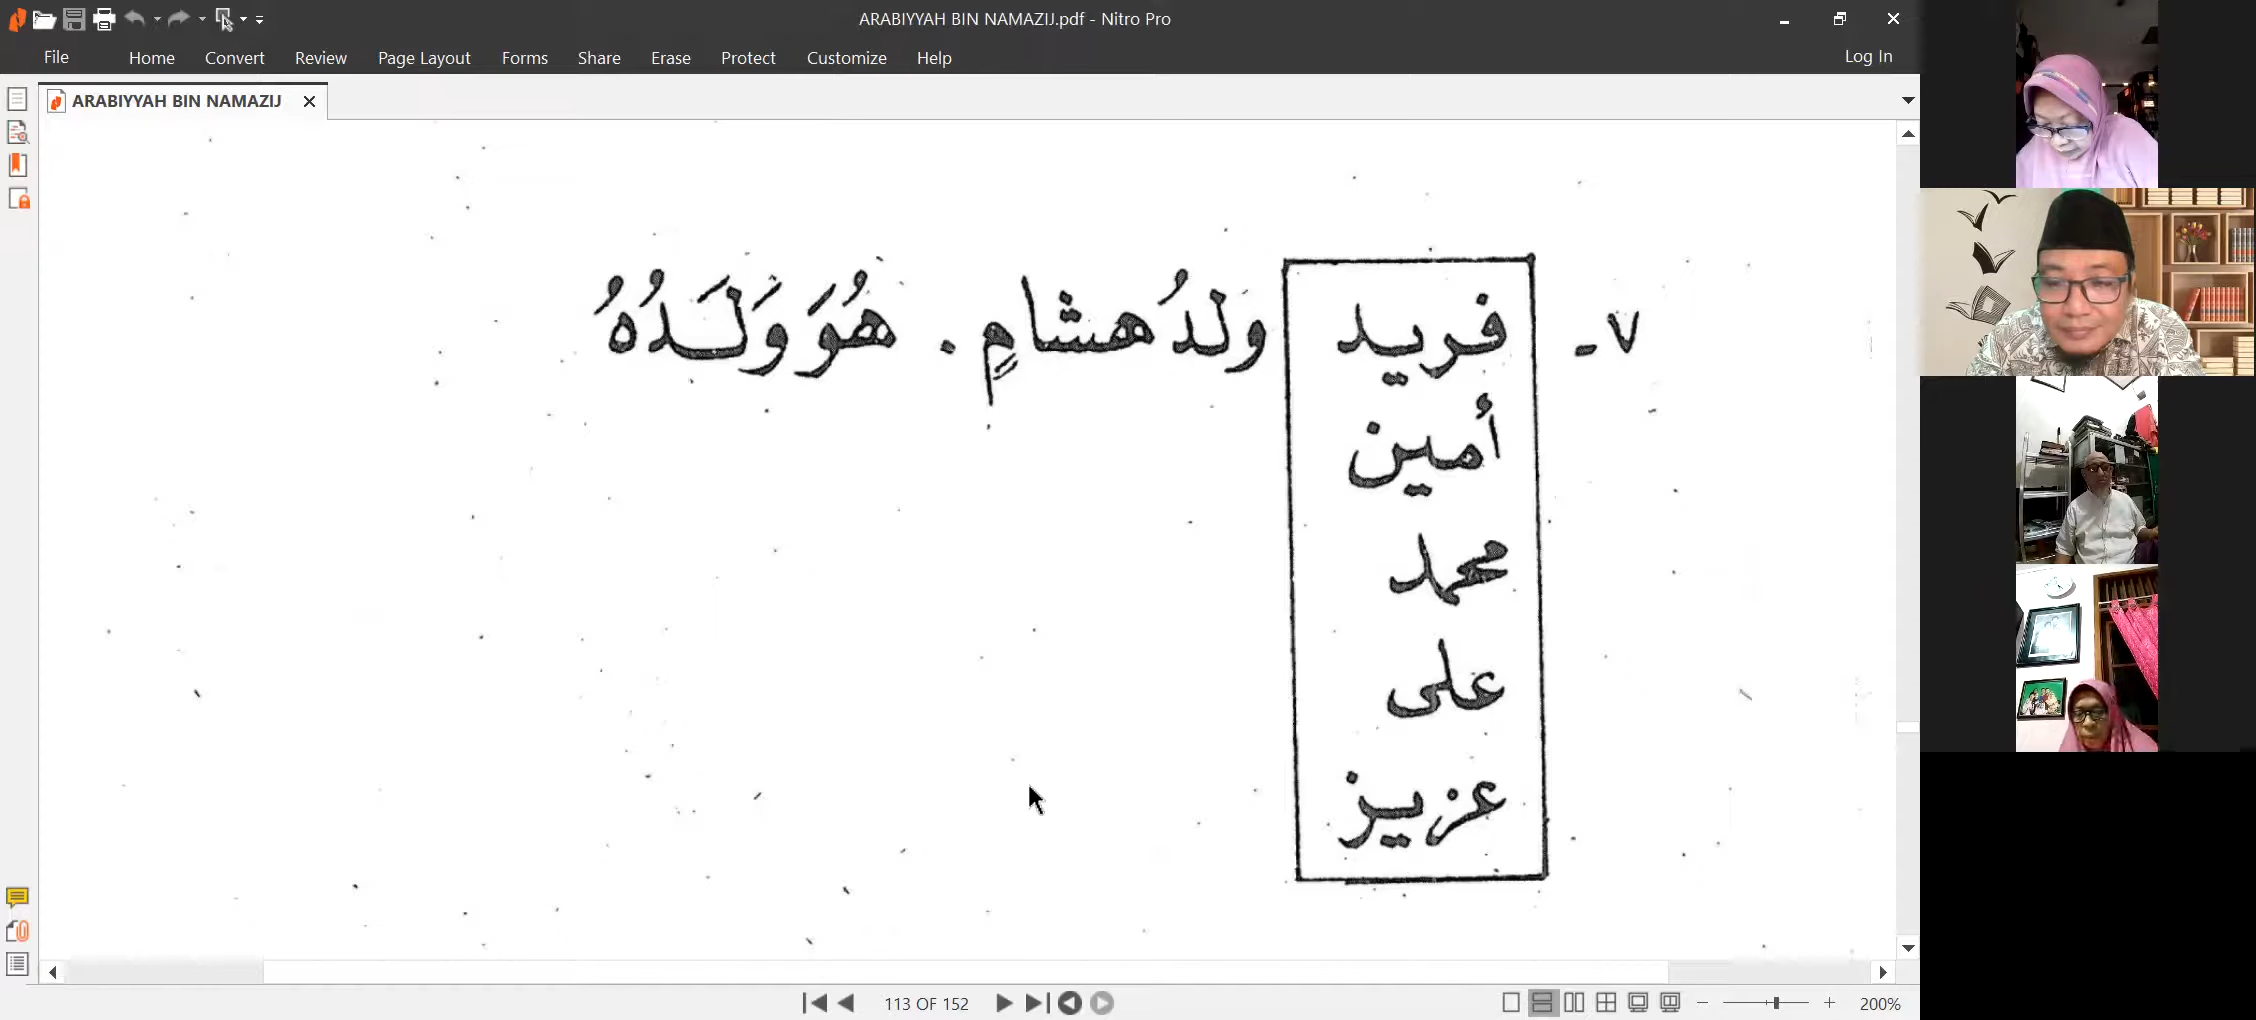 ARABIYYAH BIN NAMAZIJ.pdf - Nitro Pro
File Home Convert Review Page Layout Forms Share Erase Protect Customize Help Log In
ARABIYYAH BIN NAMAZIJ
٧- فريد ولدُ هشامٍ . هُوَ وَلَدُهُ
أمين
محمد
على
عزيز
113 OF 152
200%